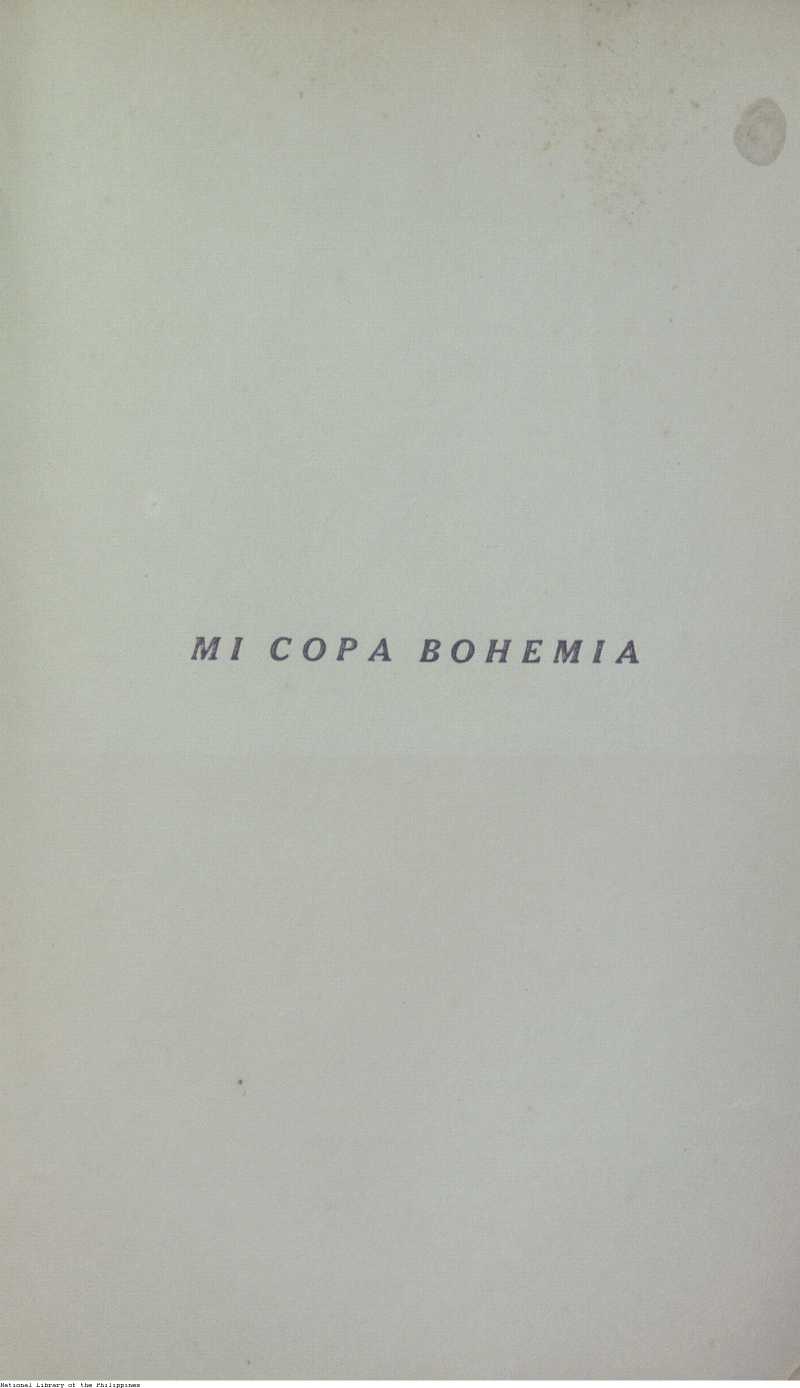 MI COPA BOHEMIA
National Library of the Philippines